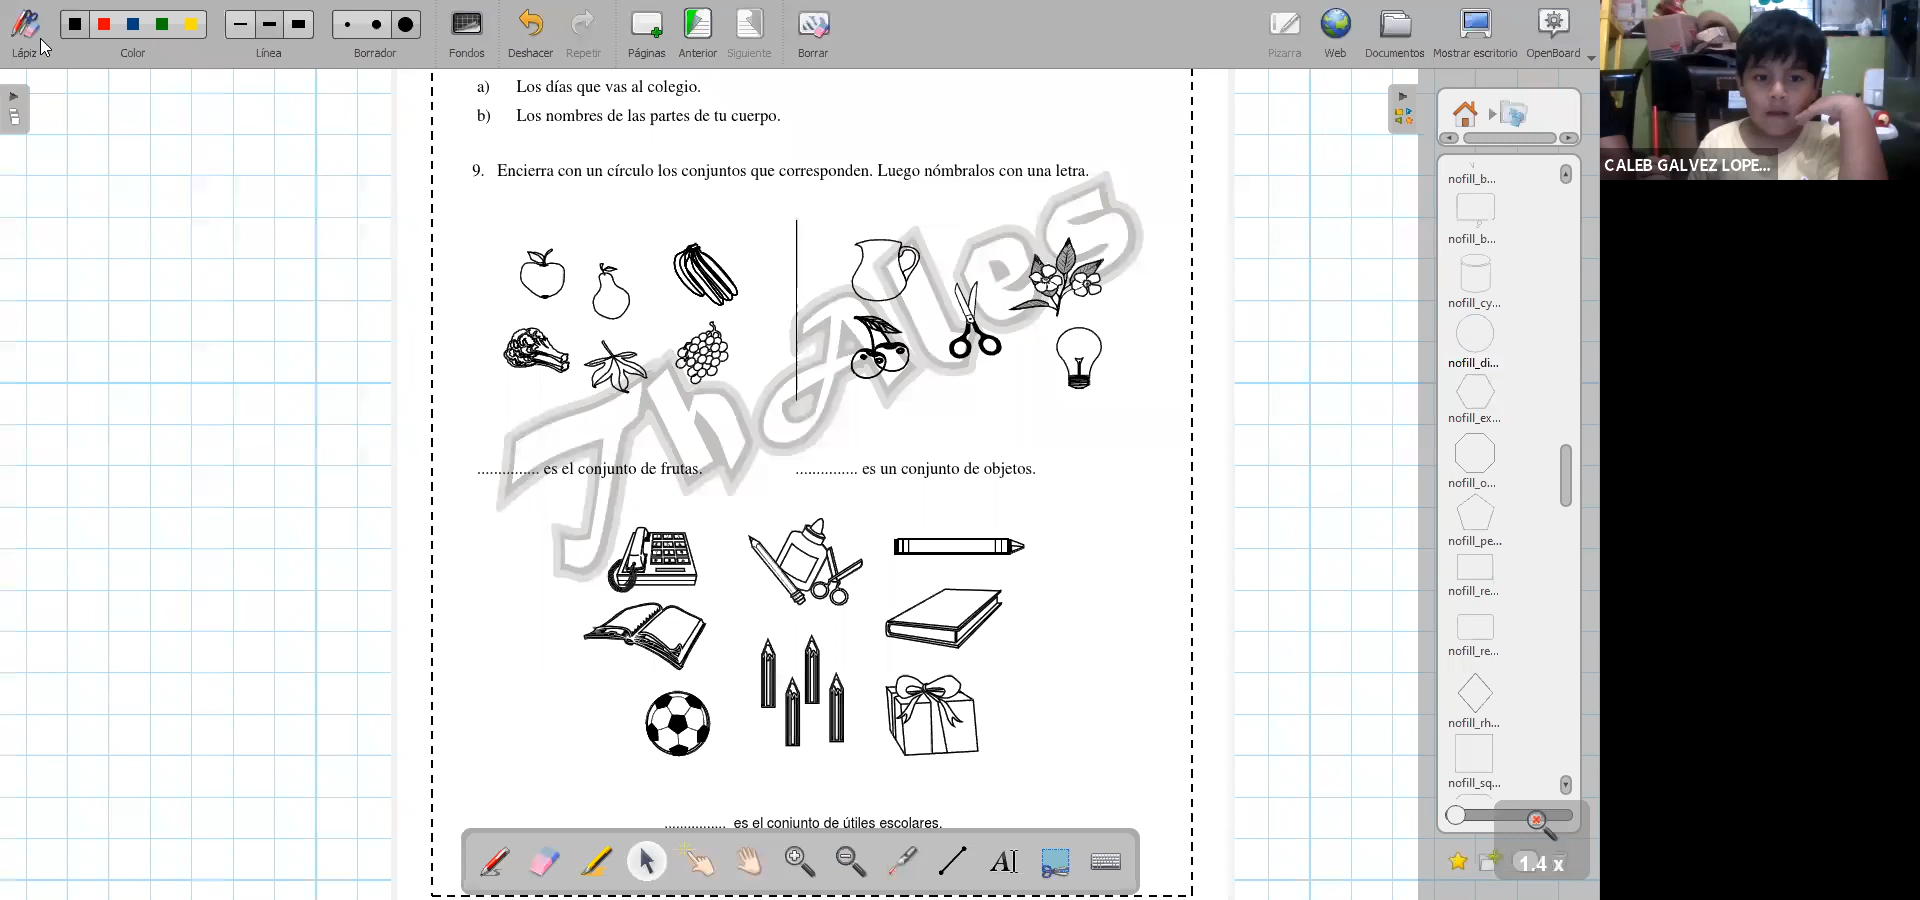 Lápiz
Color
Línea
Borrador
Fondos
Deshacer
Repetir
Páginas
Anterior
Siguiente
Borrar
Pizarra
Web
Documentos
Mostrar escritorio
OpenBoard
CALEB GALVEZ LOPE...
a) Los días que vas al colegio.
b) Los nombres de las partes de tu cuerpo.
9. Encierra con un círculo los conjuntos que corresponden. Luego nómbralos con una letra.
Thales
............... es el conjunto de frutas.
............... es un conjunto de objetos.
............... es el conjunto de útiles escolares.
nofill_b...
nofill_b...
nofill_cy...
nofill_di...
nofill_ex...
nofill_o...
nofill_pe...
nofill_re...
nofill_re...
nofill_rh...
nofill_sq...
1.4 x
AI